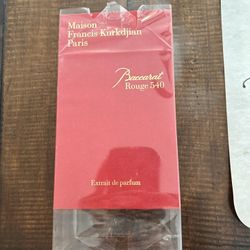 Maison
Francis Kurkdjian
Paris
Baccarat
Rouge 540
Extrait de parfum